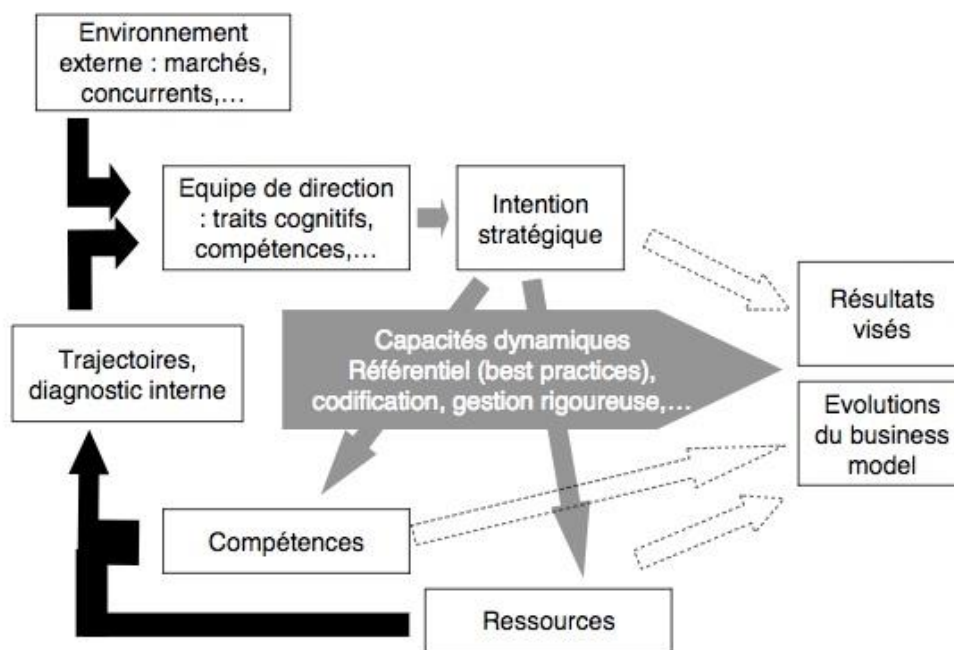 Environnement
externe : marchés,
concurrents,...
Equipe de direction
: traits cognitifs,
compétences,...
Intention
stratégique
Résultats
visés
Capacités dynamiques
Référentiel (best practices),
codification, gestion rigoureuse,...
Trajectoires,
diagnostic interne
Evolutions
du business
model
Compétences
Ressources